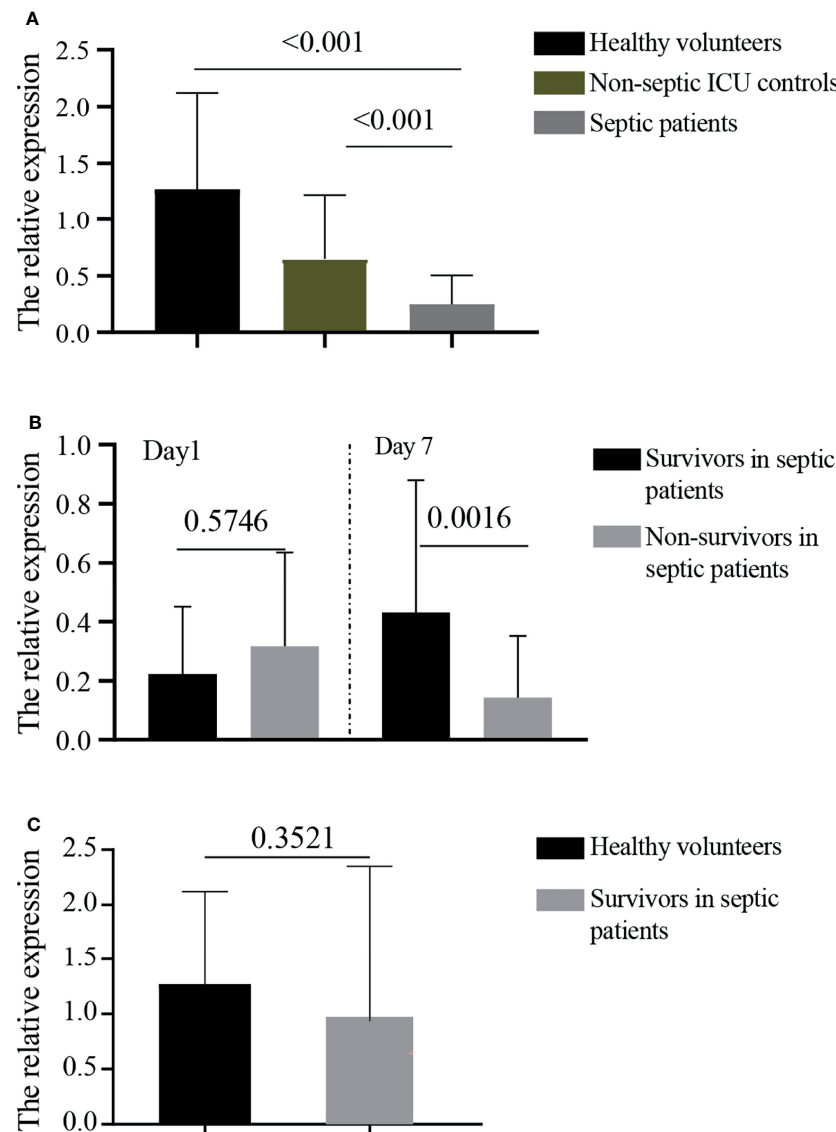 A
The relative expression
2.5
2.0
1.5
1.0
0.5
0.0
<0.001
<0.001
Healthy volunteers
Non-septic ICU controls
Septic patients
B
The relative expression
1.0
0.8
0.6
0.4
0.2
0.0
Day1
0.5746
Day 7
0.0016
Survivors in septic
patients
Non-survivors in
septic patients
C
The relative expression
2.5
2.0
1.5
1.0
0.5
0.0
0.3521
Healthy volunteers
Survivors in septic
patients